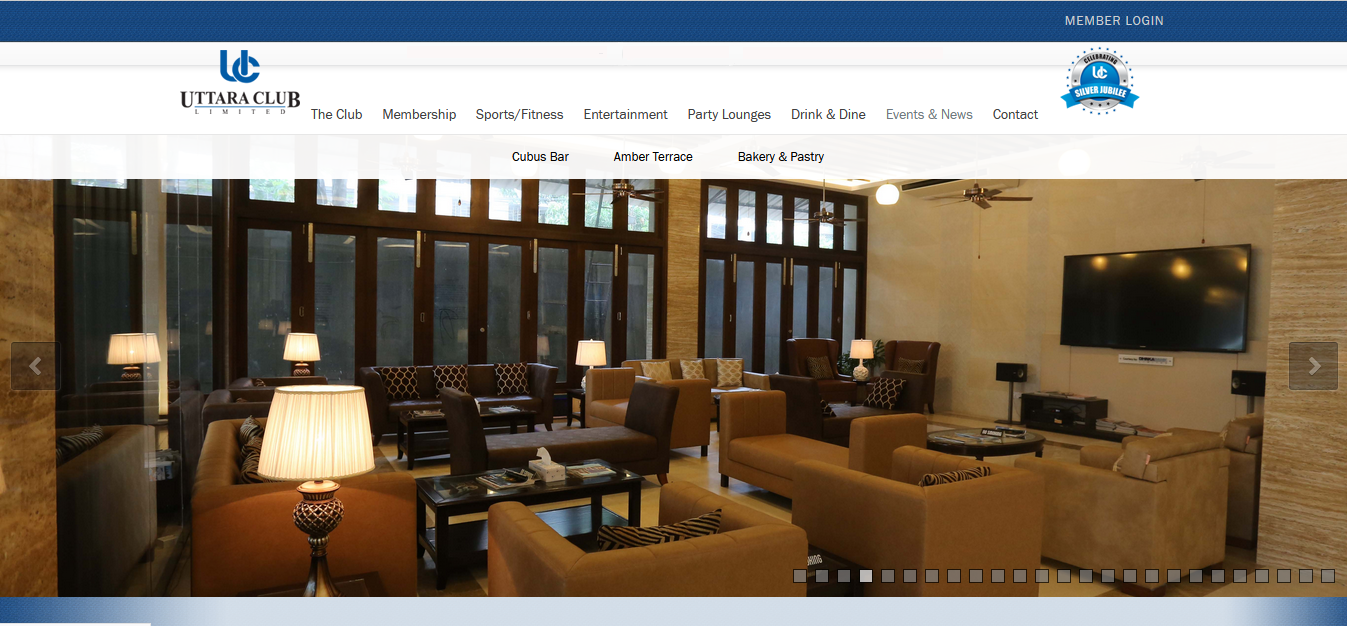 MEMBER LOGIN
UC
UTTARA CLUB
LIMITED
CELEBRATING
UC
SILVER JUBILEE
The Club Membership Sports/Fitness Entertainment Party Lounges Drink & Dine Events & News Contact
Cubus Bar Amber Terrace Bakery & Pastry